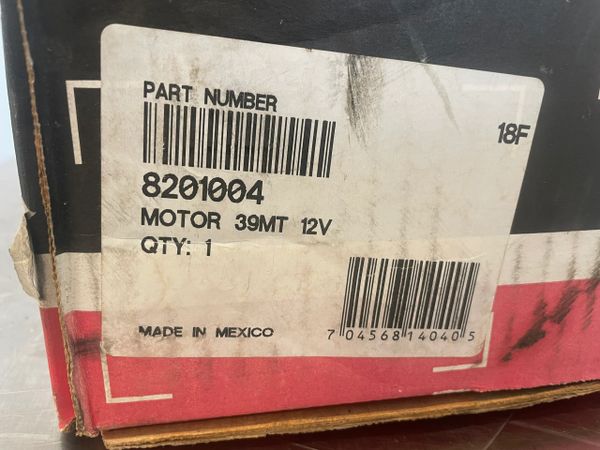 PART NUMBER
18F
8201004
MOTOR 39MT 12V
QTY: 1
MADE IN MEXICO
7 04568 14040 5